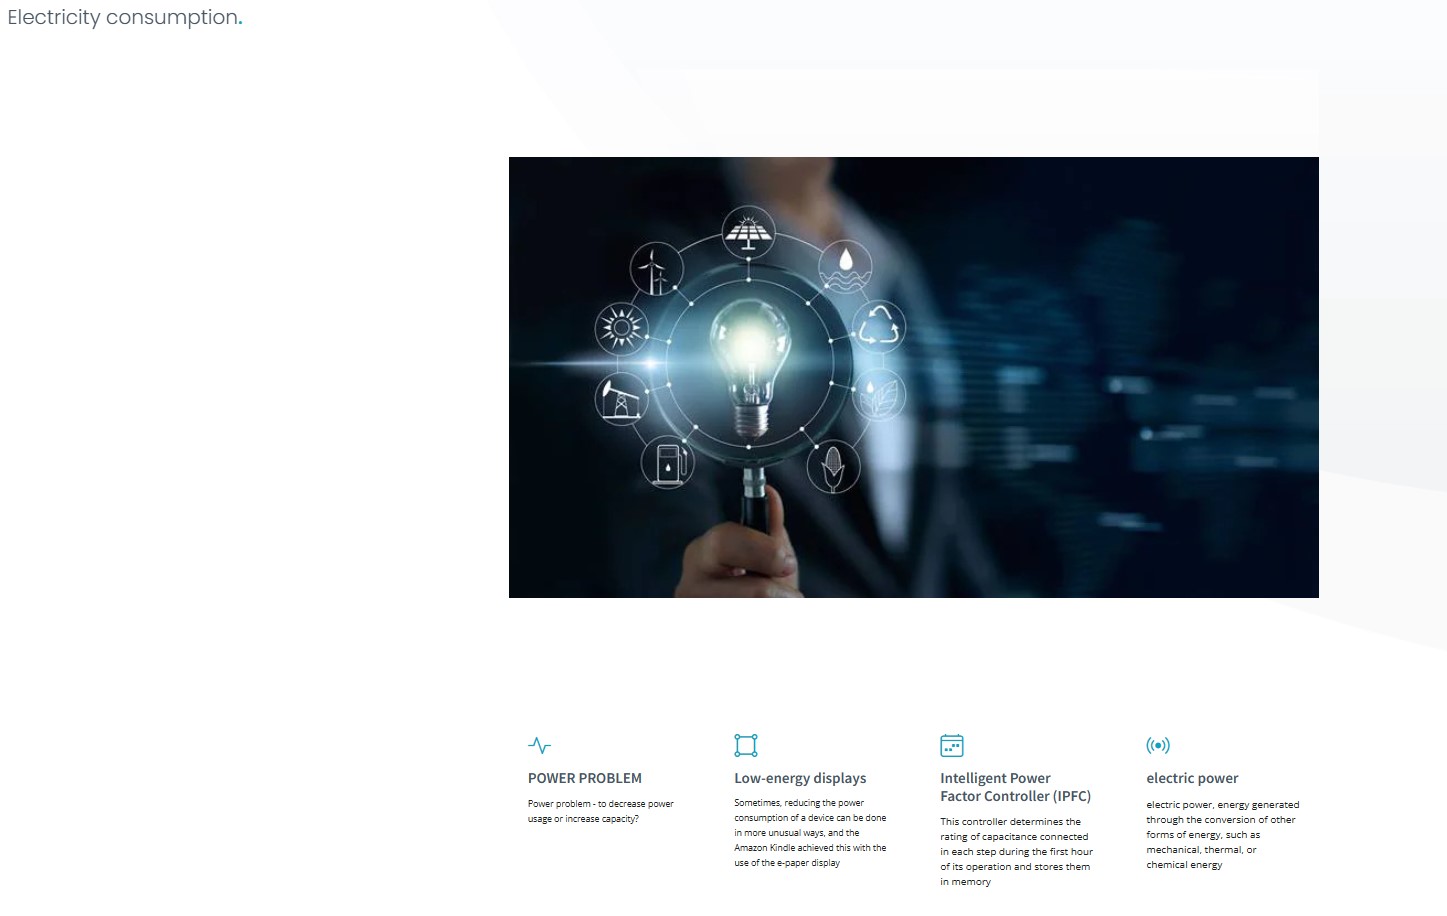 Electricity consumption.
POWER PROBLEM
Power problem - to decrease power
usage or increase capacity?
Low-energy displays
Sometimes, reducing the power
consumption of a device can be done
in more unusual ways, and the
Amazon Kindle achieved this with the
use of the e-paper display
Intelligent Power
Factor Controller (IPFC)
This controller determines the
rating of capacitance connected
in each step during the first hour
of its operation and stores them
in memory
electric power
electric power, energy generated
through the conversion of other
forms of energy, such as
mechanical, thermal, or
chemical energy